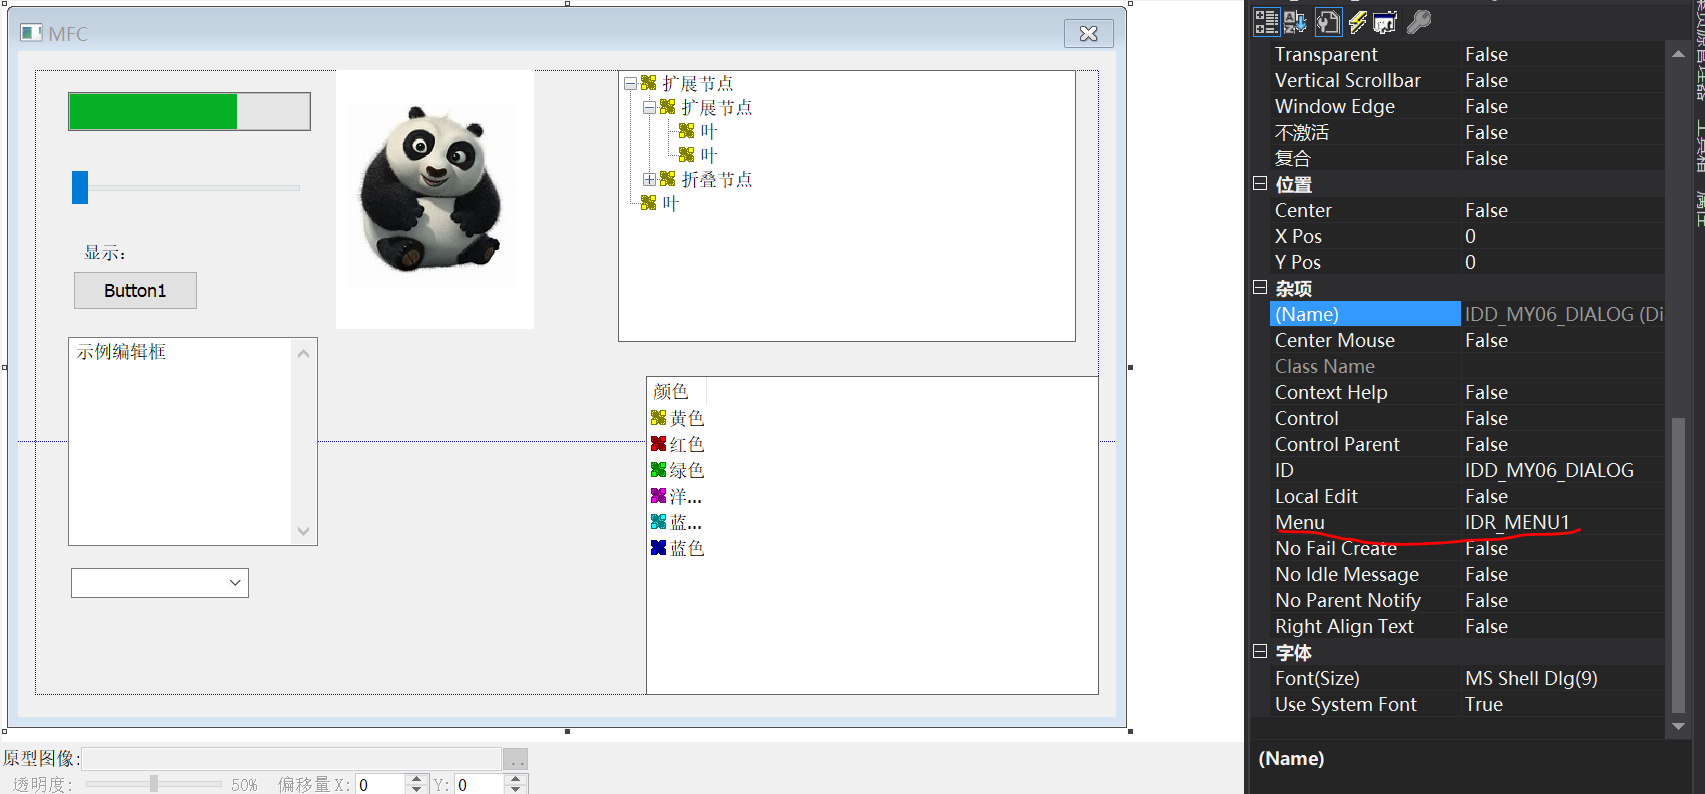 MFC
显示：
Button1
示例编辑框
扩展节点
扩展节点
叶
叶
折叠节点
叶
颜色
黄色
红色
绿色
洋...
蓝...
蓝色
原型图像:
..
透明度: 50% 偏移量 X: 0 Y: 0
Transparent False
Vertical Scrollbar False
Window Edge False
不激活 False
复合 False
位置
Center False
X Pos 0
Y Pos 0
杂项
(Name) IDD_MY06_DIALOG (Di
Center Mouse False
Class Name
Context Help False
Control False
Control Parent False
ID IDD_MY06_DIALOG
Local Edit False
Menu IDR_MENU1
No Fail Create False
No Idle Message False
No Parent Notify False
Right Align Text False
字体
Font(Size) MS Shell Dlg(9)
Use System Font True
(Name)
工具箱
属性